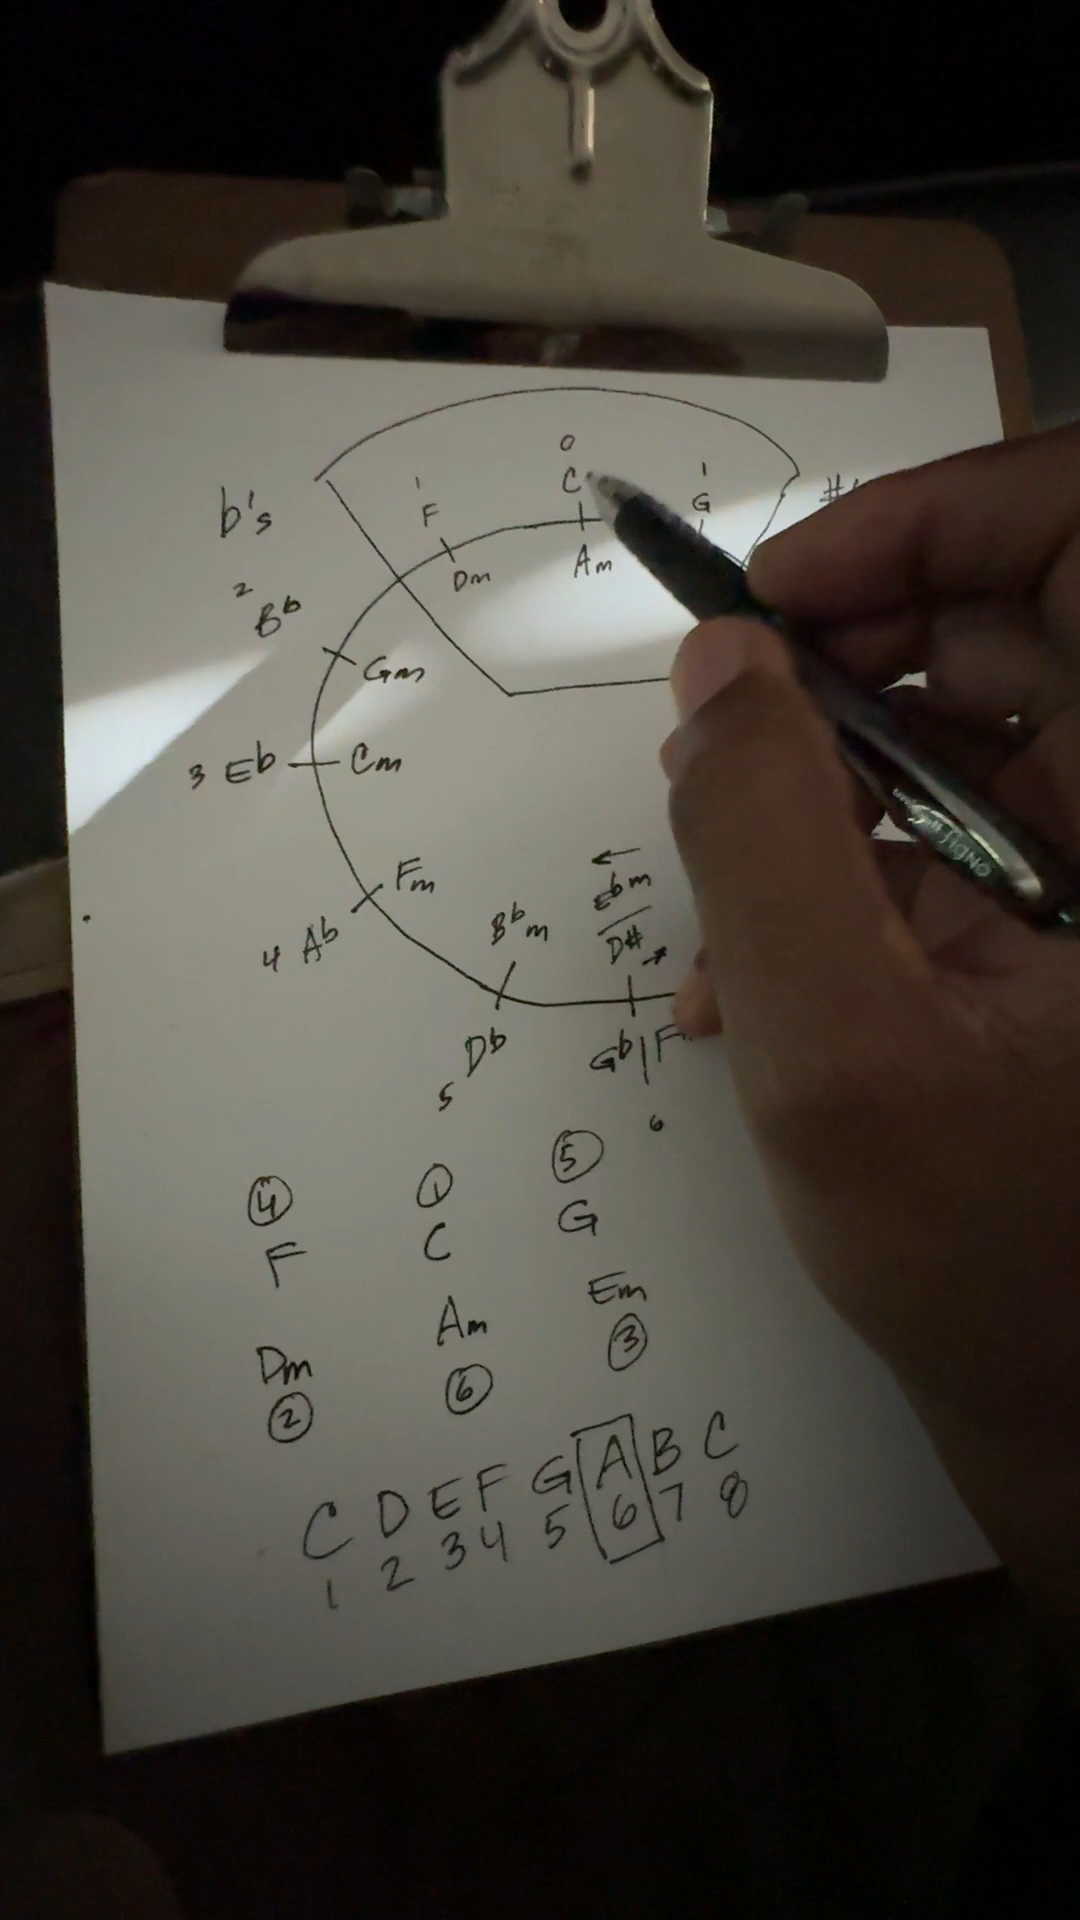 0
C
1
F
1
G
b's
Dm
Am
2
Bb
Gm
3 Eb
Cm
Fm
4 Ab
Bbm
Ebm
D#
Db
5
Gb|F
6
④ ① ⑤
F C G
Dm Am Em
② ⑥ ③
C D E F G A B C
1 2 3 4 5 6 7 8